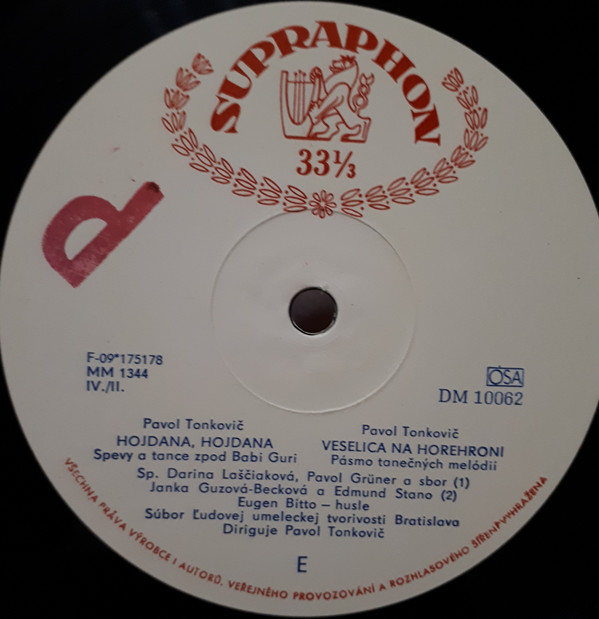 SUPRAPHON
33⅓
P
F-09*175178
MM 1344
IV./II.
OSA
DM 10062
Pavol Tonkovič
HOJDANA, HOJDANA
Spevy a tance zpod Babi Guri
Pavol Tonkovič
VESELICA NA HOREHRONI
Pásmo tanečných melódií
Sp. Darina Laščiaková, Pavol Grüner a sbor (1)
Janka Guzová-Becková a Edmund Stano (2)
Eugen Bitto – husle
Súbor Ľudovej umeleckej tvorivosti Bratislava
Diriguje Pavol Tonkovič
E
VŠECHNA PRÁVA VÝROBCE I AUTORŮ, VEŘEJNÉHO PROVOZOVÁNÍ A ROZHLASOVÉHO ŠÍŘENÍ VYHRAŽENA